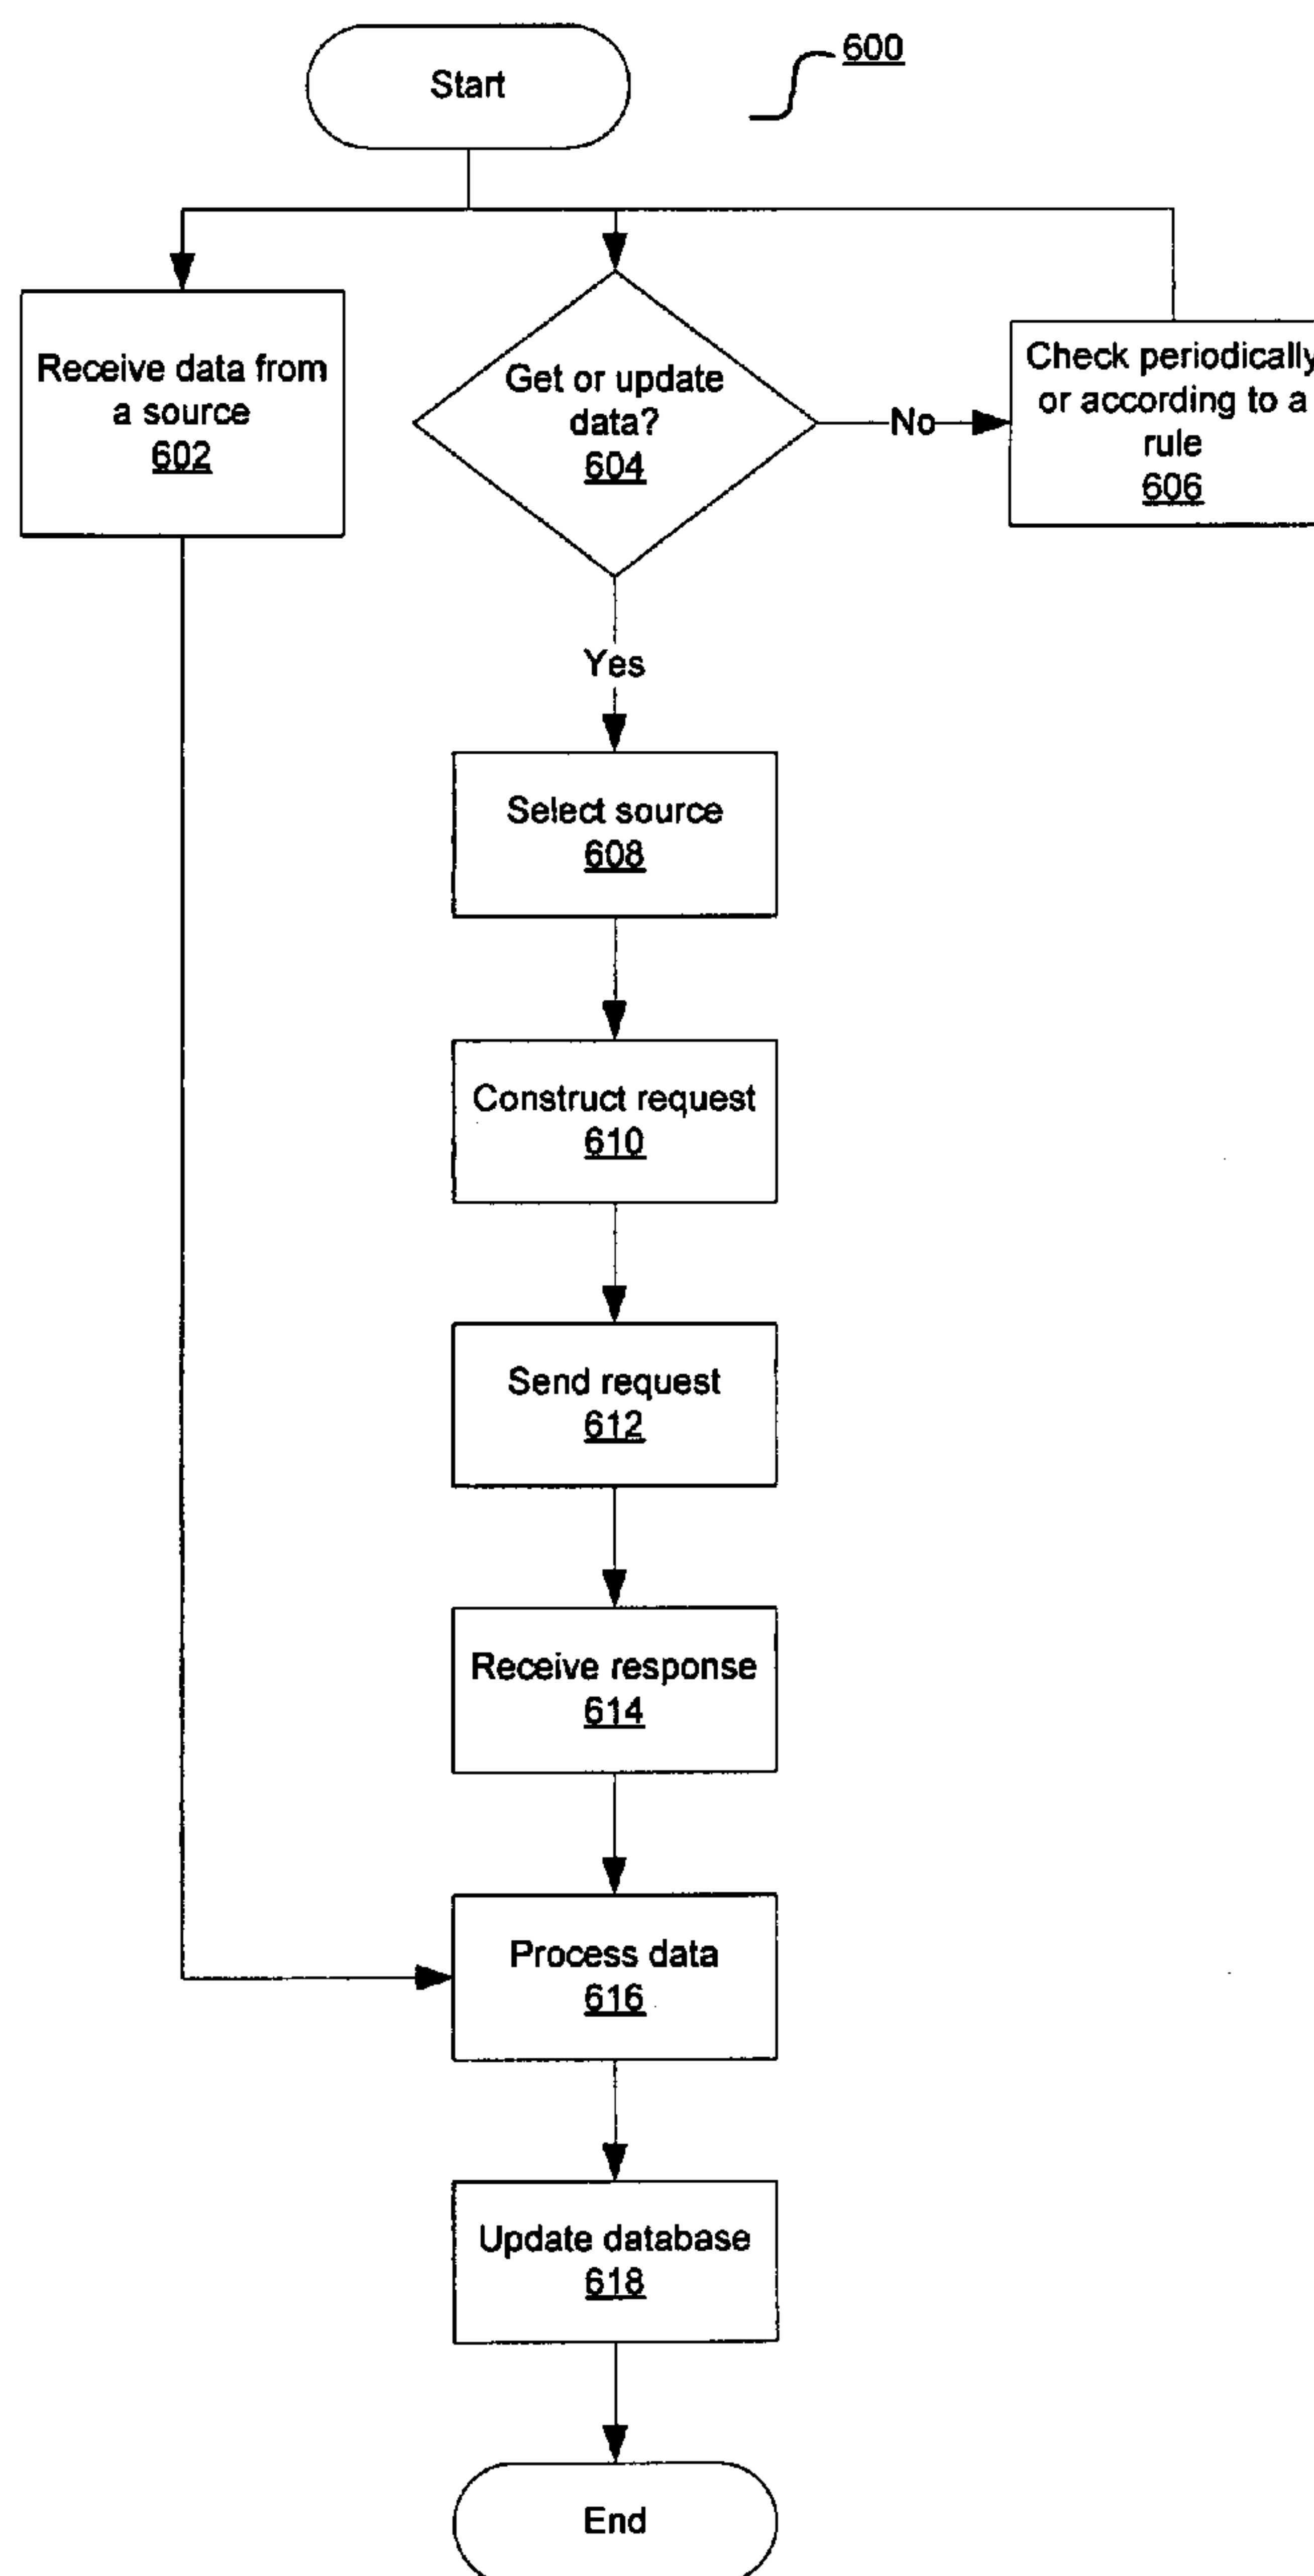 Start
600
Receive data from
a source
602
Get or update
data?
604
No
Check periodically
or according to a
rule
606
Yes
Select source
608
Construct request
610
Send request
612
Receive response
614
Process data
616
Update database
618
End